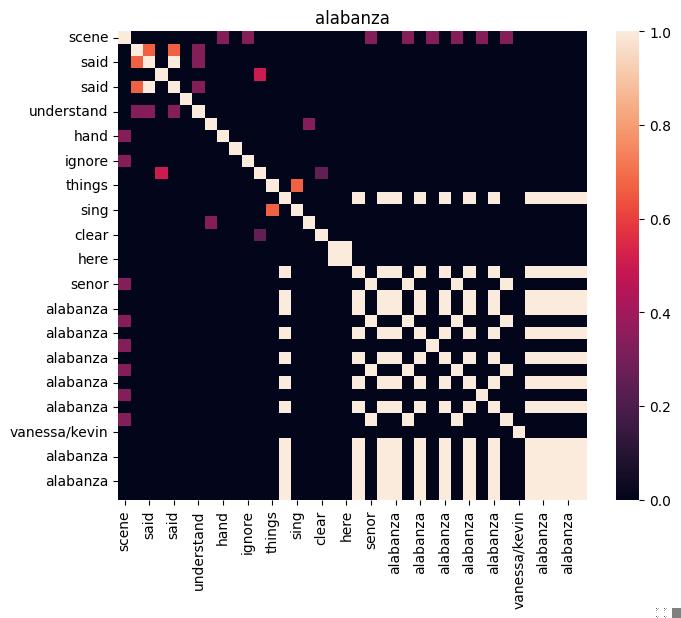 alabanza
scene
said
said
understand
hand
ignore
things
sing
clear
here
senor
alabanza
alabanza
alabanza
alabanza
alabanza
vanessa/kevin
alabanza
alabanza
1.0
0.8
0.6
0.4
0.2
0.0
scene
said
said
understand
hand
ignore
things
sing
clear
here
senor
alabanza
alabanza
alabanza
alabanza
alabanza
vanessa/kevin
alabanza
alabanza